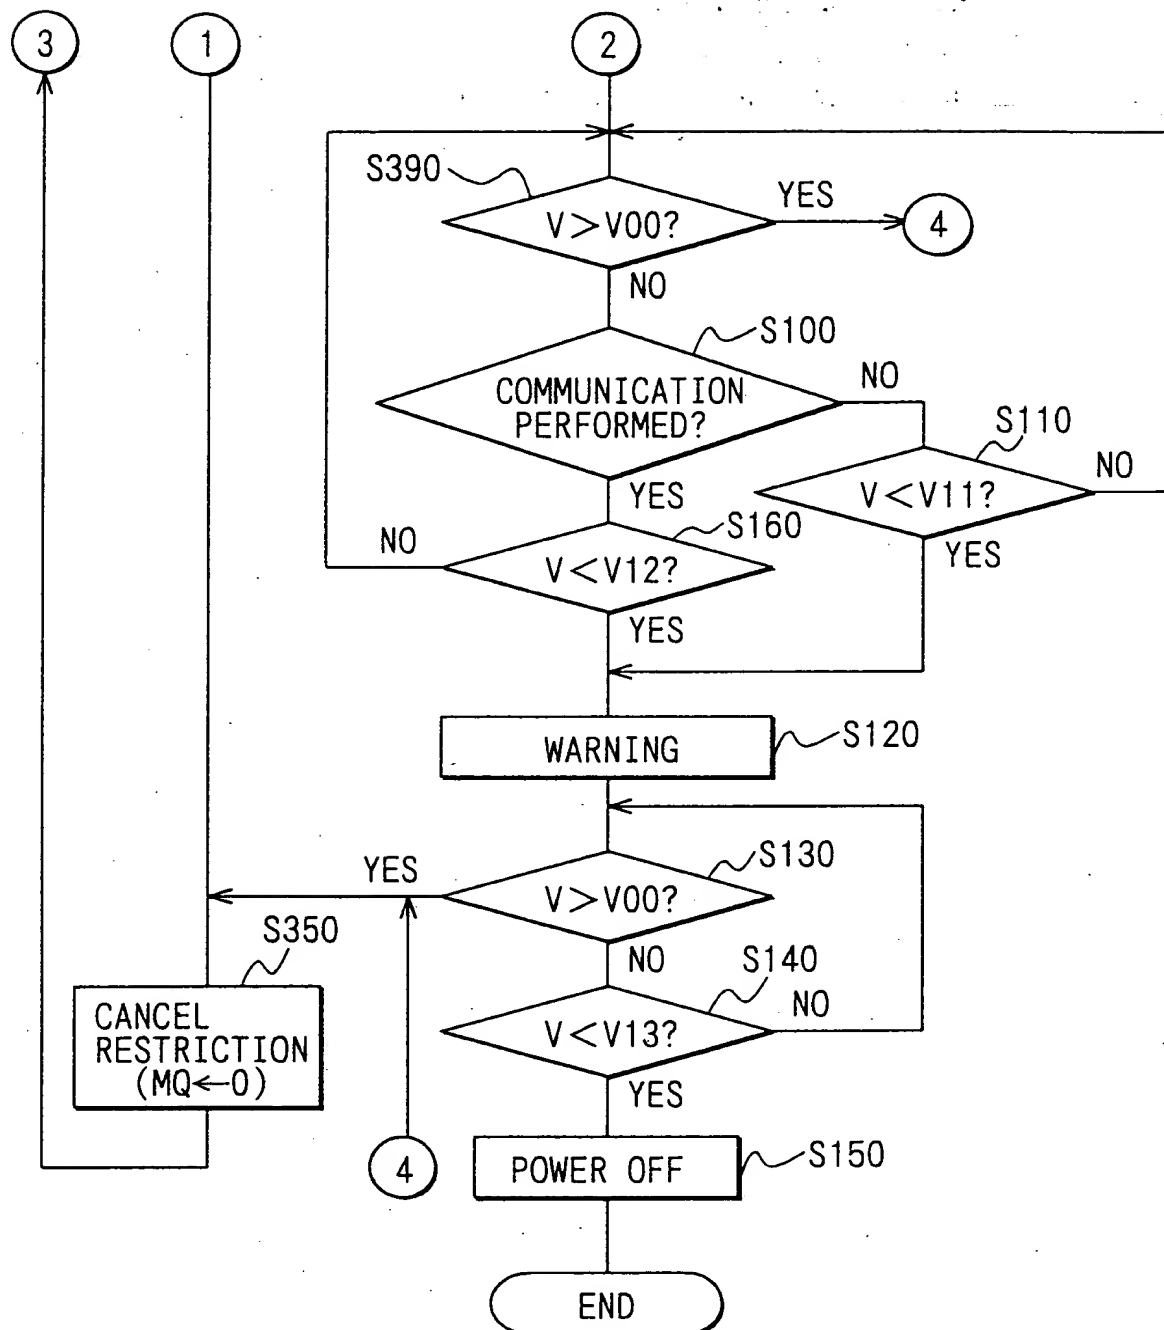 3
1
2
S390
V>V00?
YES
4
NO
S100
COMMUNICATION
PERFORMED?
NO
S110
V<V11?
NO
YES
YES
S160
NO
V<V12?
YES
WARNING
S120
S130
YES
V>V00?
S350
NO
S140
CANCEL
RESTRICTION
(MQ←0)
V<V13?
NO
YES
4
POWER OFF
S150
END